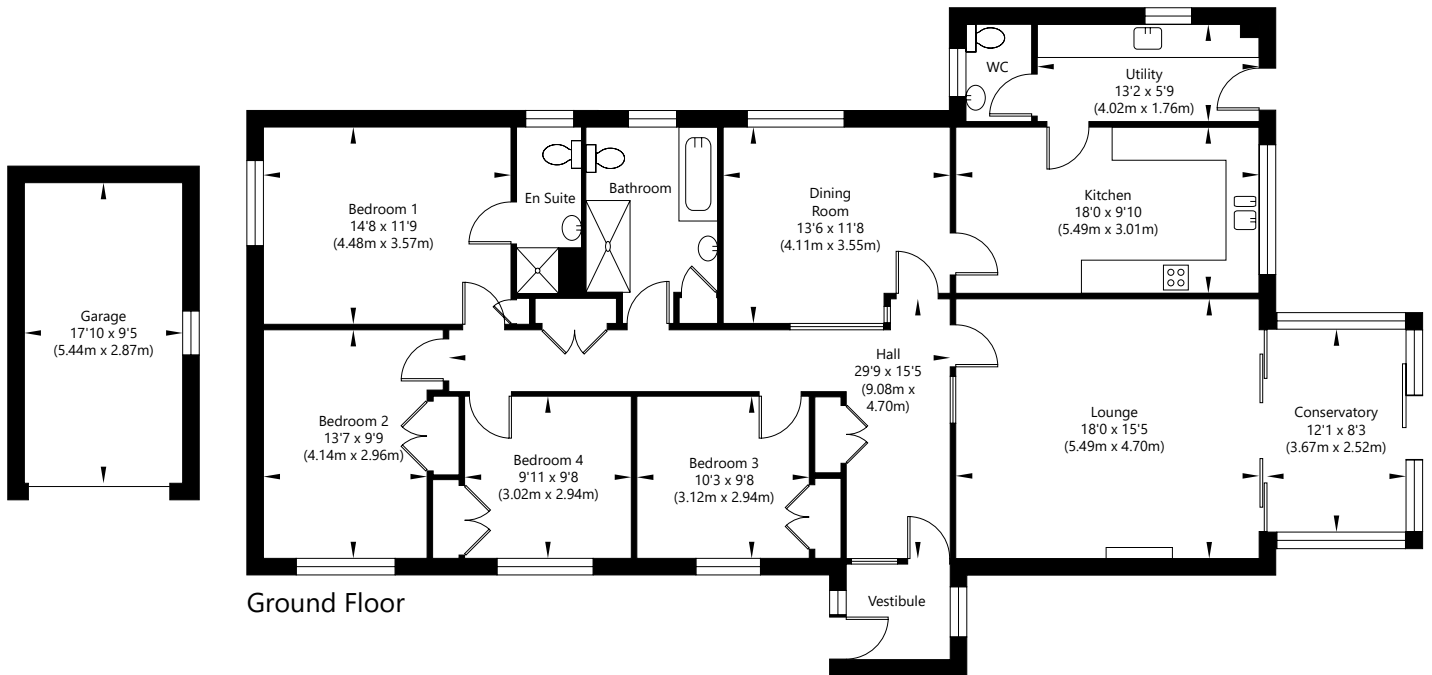 WC
Utility
13'2 x 5'9
(4.02m x 1.76m)
Bedroom 1
14'8 x 11'9
(4.48m x 3.57m)
En Suite
Bathroom
Dining
Room
13'6 x 11'8
(4.11m x 3.55m)
Kitchen
18'0 x 9'10
(5.49m x 3.01m)
Garage
17'10 x 9'5
(5.44m x 2.87m)
Hall
29'9 x 15'5
(9.08m x
4.70m)
Bedroom 2
13'7 x 9'9
(4.14m x 2.96m)
Bedroom 4
9'11 x 9'8
(3.02m x 2.94m)
Bedroom 3
10'3 x 9'8
(3.12m x 2.94m)
Lounge
18'0 x 15'5
(5.49m x 4.70m)
Conservatory
12'1 x 8'3
(3.67m x 2.52m)
Vestibule
Ground Floor